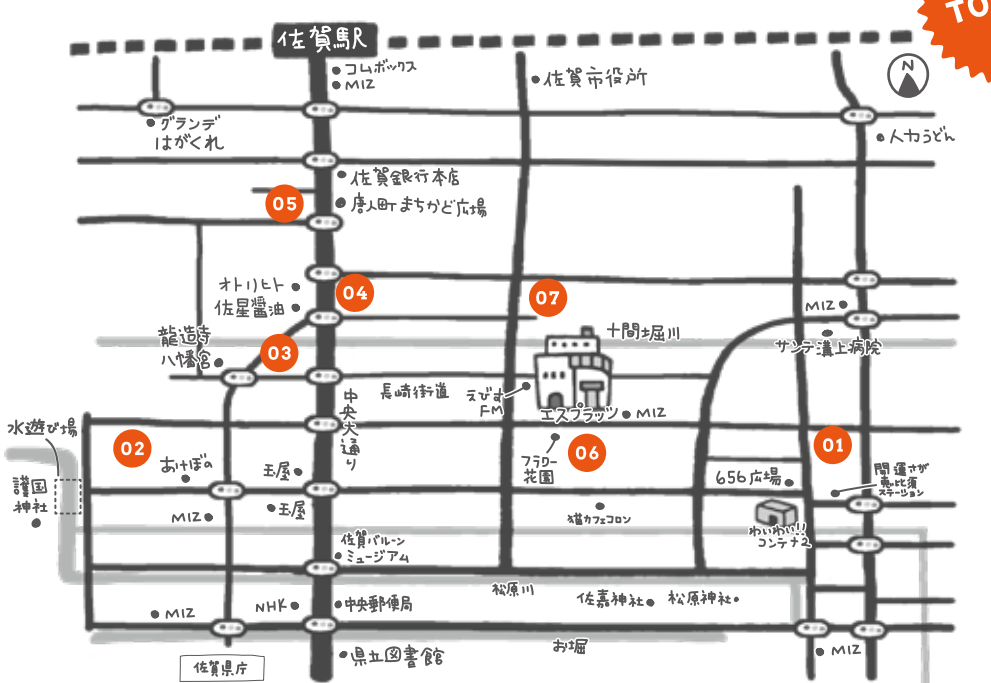 TO
佐賀駅
コムボックス
MIZ
佐賀市役所
N
グランデ
はがくれ
人力うどん
佐賀銀行本店
唐人町まちかど広場
05
オトリヒト
04
07
佐星醤油
MIZ
龍造寺
八幡宮
03
十間堀川
サンテ溝上病院
長崎街道
えびす
FM
中央大通り
エスプラッツ
MIZ
水遊び場
02
01
あけぼの
玉屋
フラワー
花園
06
656広場
開運さが
恵比須
ステーション
護国
神社
MIZ
玉屋
猫カフェコロン
わいわい!!
コンテナ2
佐賀バルーン
ミュージアム
松原川
MIZ
NHK
中央郵便局
佐嘉神社
松原神社
お堀
県立図書館
MIZ
佐賀県庁